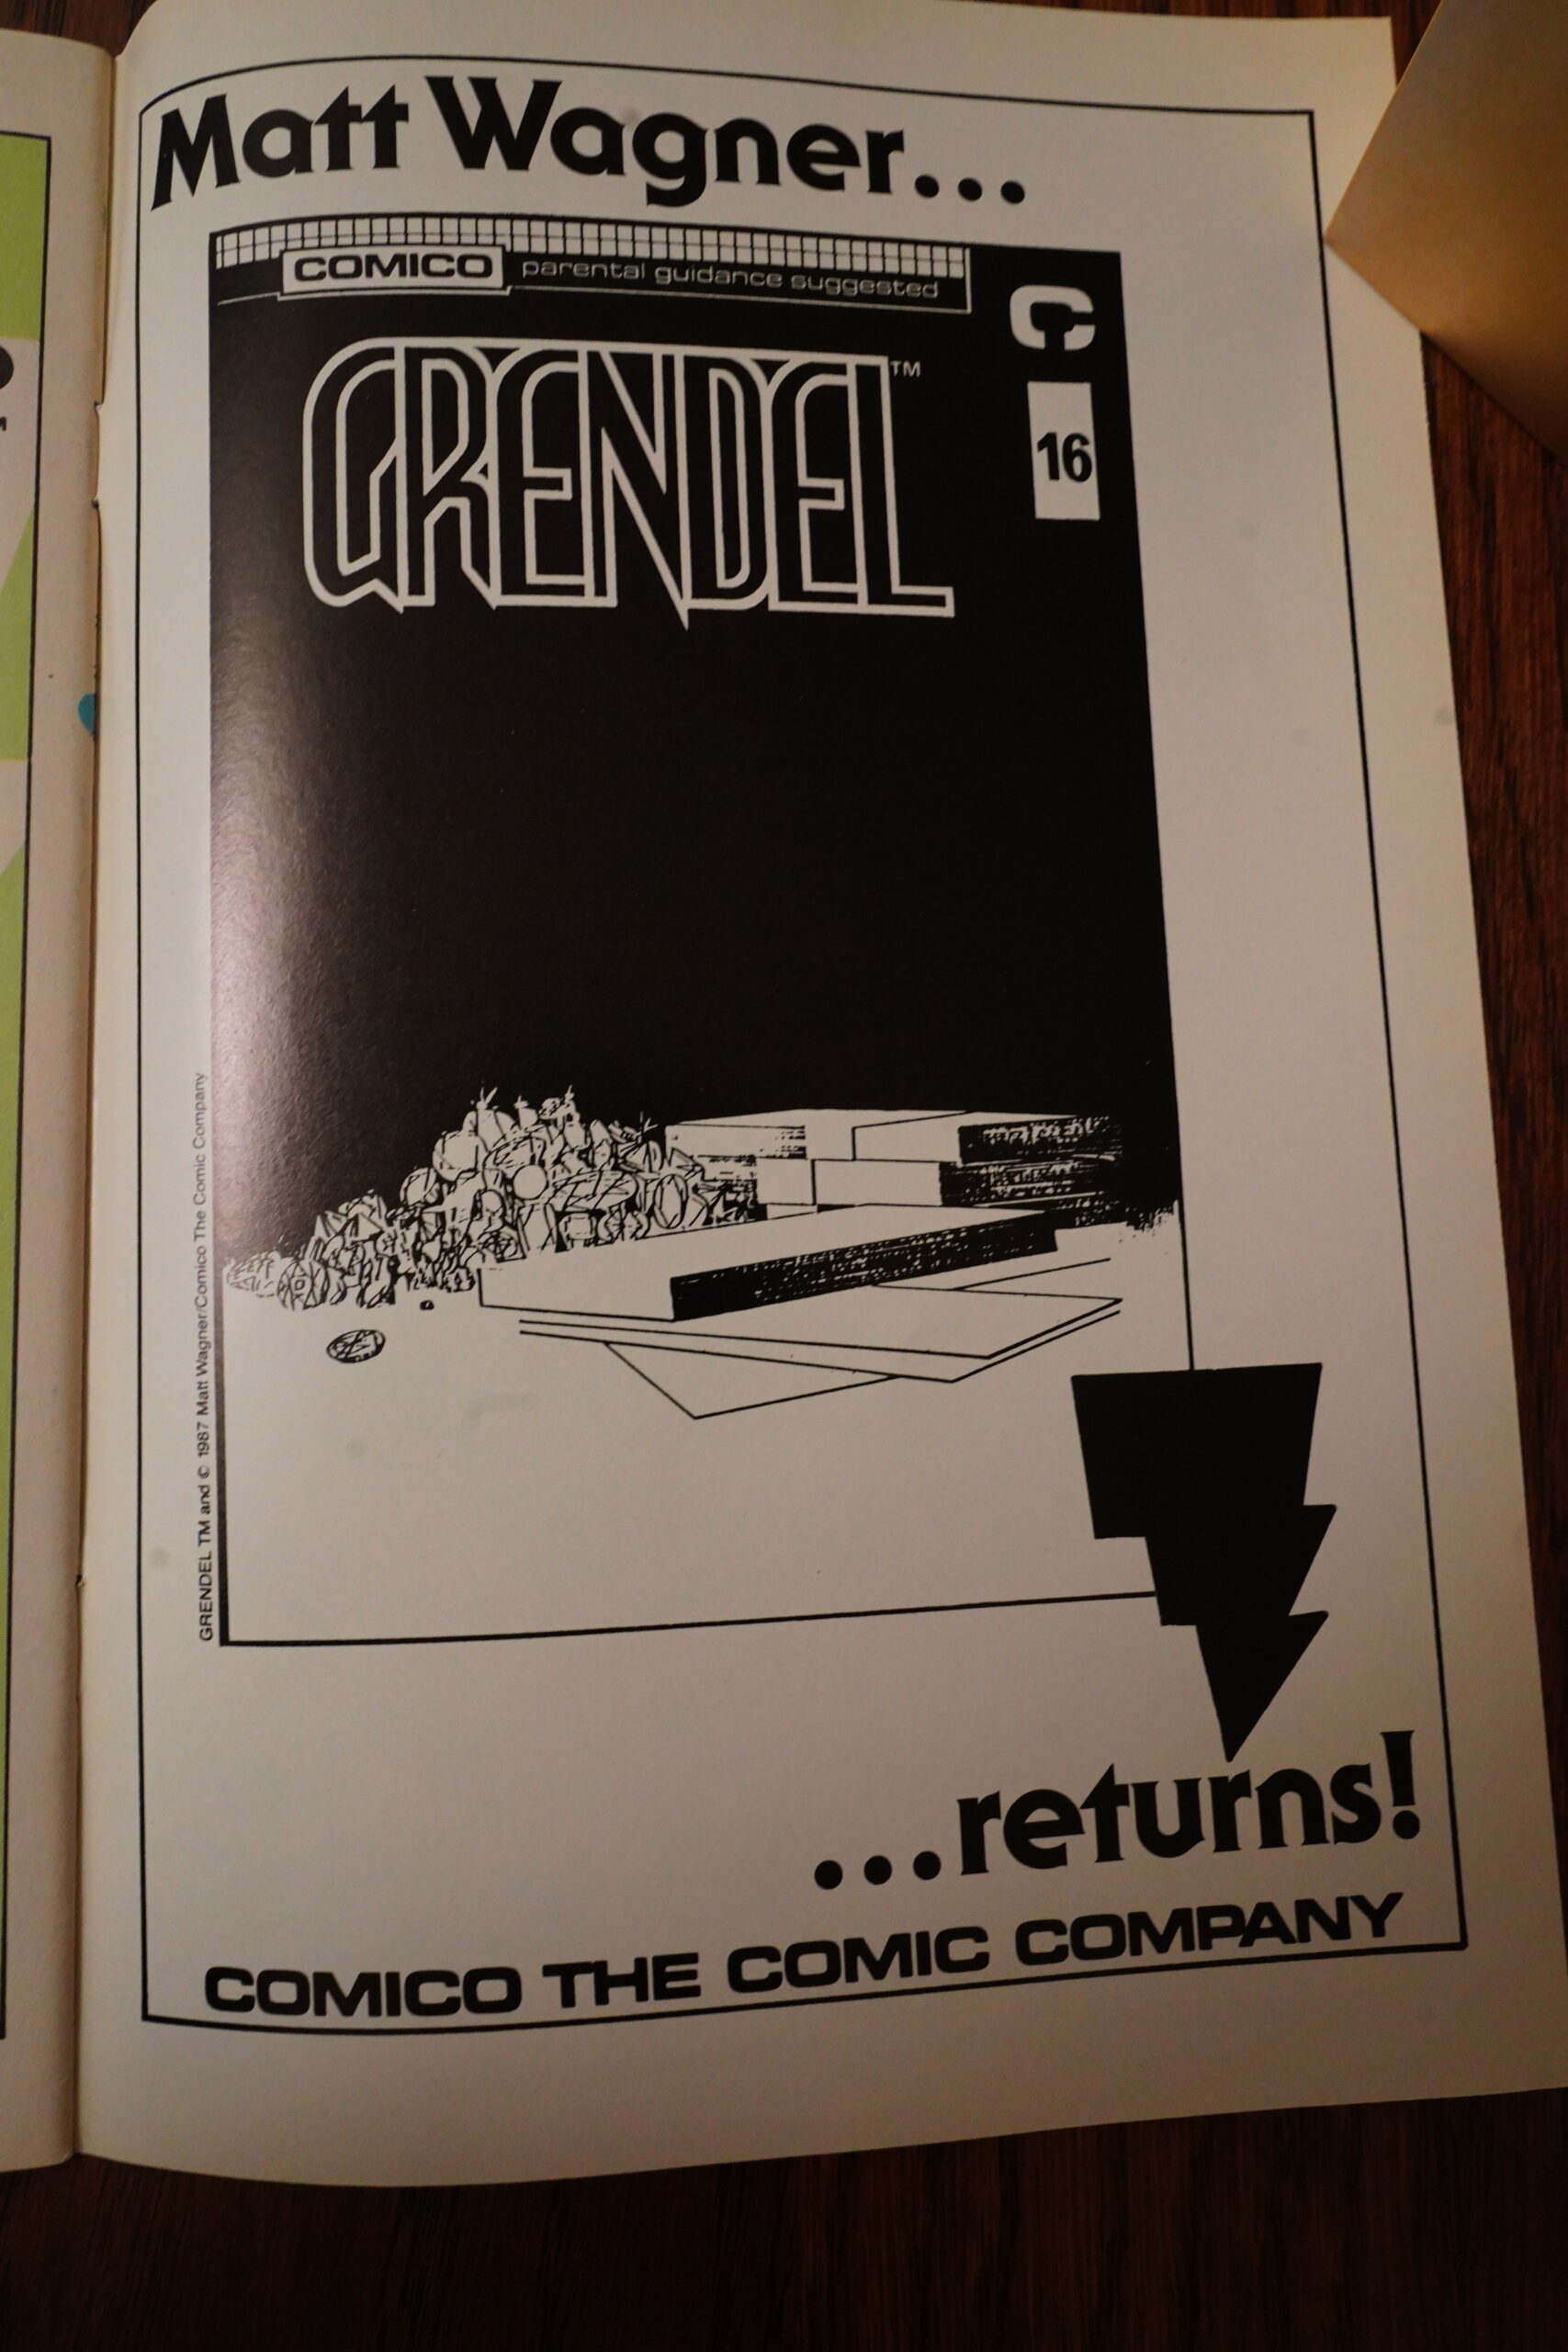 Matt Wagner...
COMICO
parental guidance suggested
C
GRENDEL™
16
GRENDEL TM and © 1987 Matt Wagner/Comico The Comic Company
...returns!
COMICO THE COMIC COMPANY